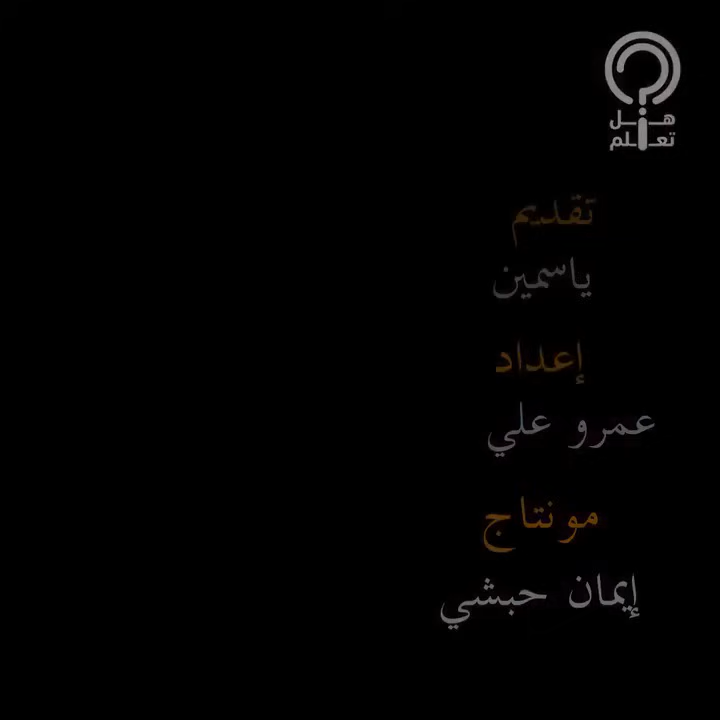 هل
تعلم
تقديم
ياسمين
إعداد
عمرو علي
مونتاج
إيمان حبشي